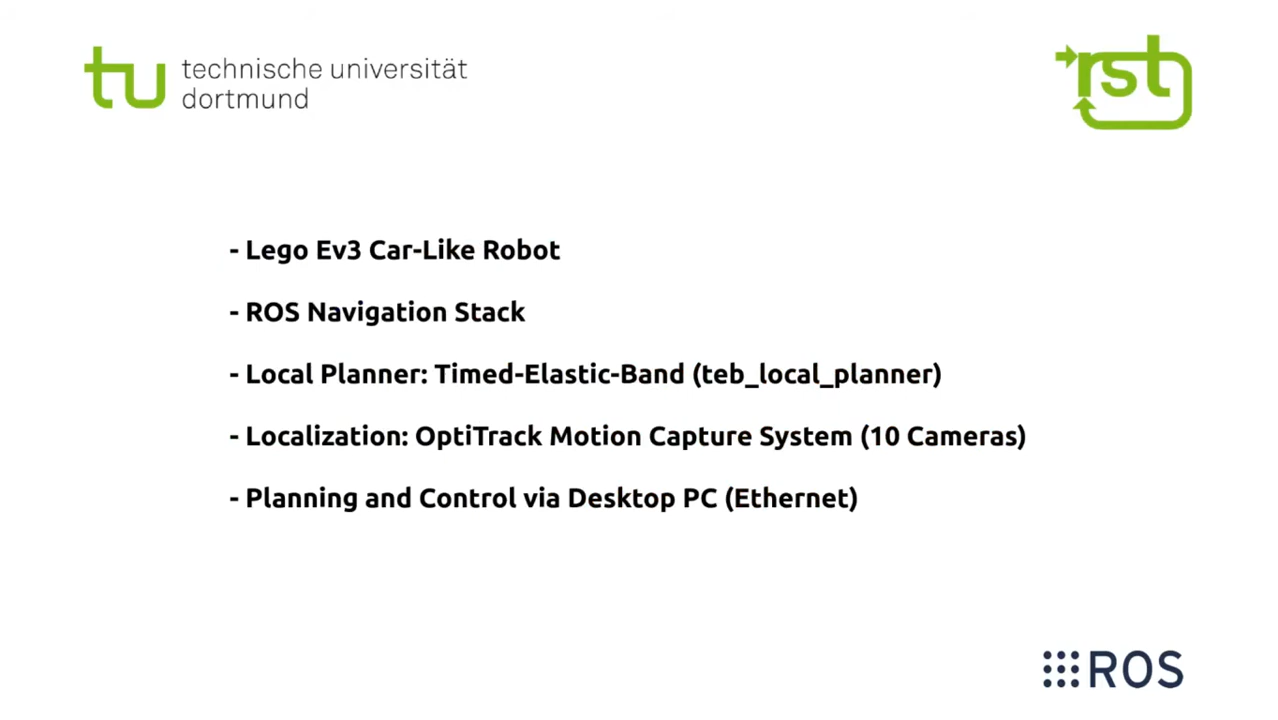 tu technische universität
dortmund
rst
- Lego Ev3 Car-Like Robot
- ROS Navigation Stack
- Local Planner: Timed-Elastic-Band (teb_local_planner)
- Localization: OptiTrack Motion Capture System (10 Cameras)
- Planning and Control via Desktop PC (Ethernet)
ROS